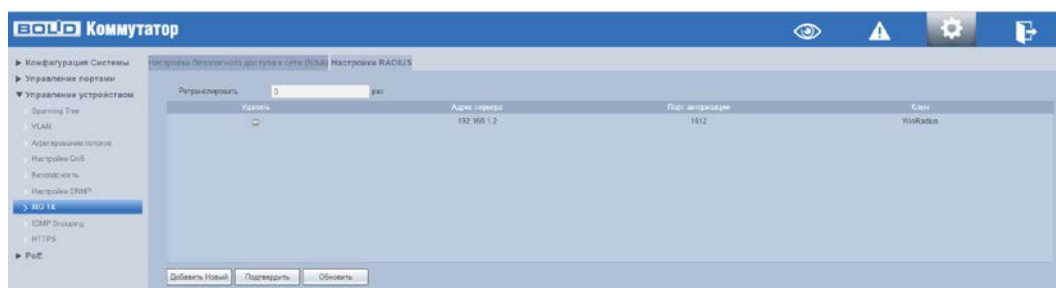 BOLID Коммутатор
Конфигурация Системы
Управление портами
Управление устройством
Spanning Tree
VLAN
Агрегирование потоков
Настройки QoS
Безопасность
Настройки SNMP
802.1X
IGMP Snooping
HTTPS
PoE
Настройки безопасного доступа к сети (NSA) Настройки RADIUS
Ретранслировать 3 раз
Удалить Адрес сервера Порт авторизации Ключ
192.168.1.2 1812 WinRadius
Добавить Новый Подтвердить Обновить